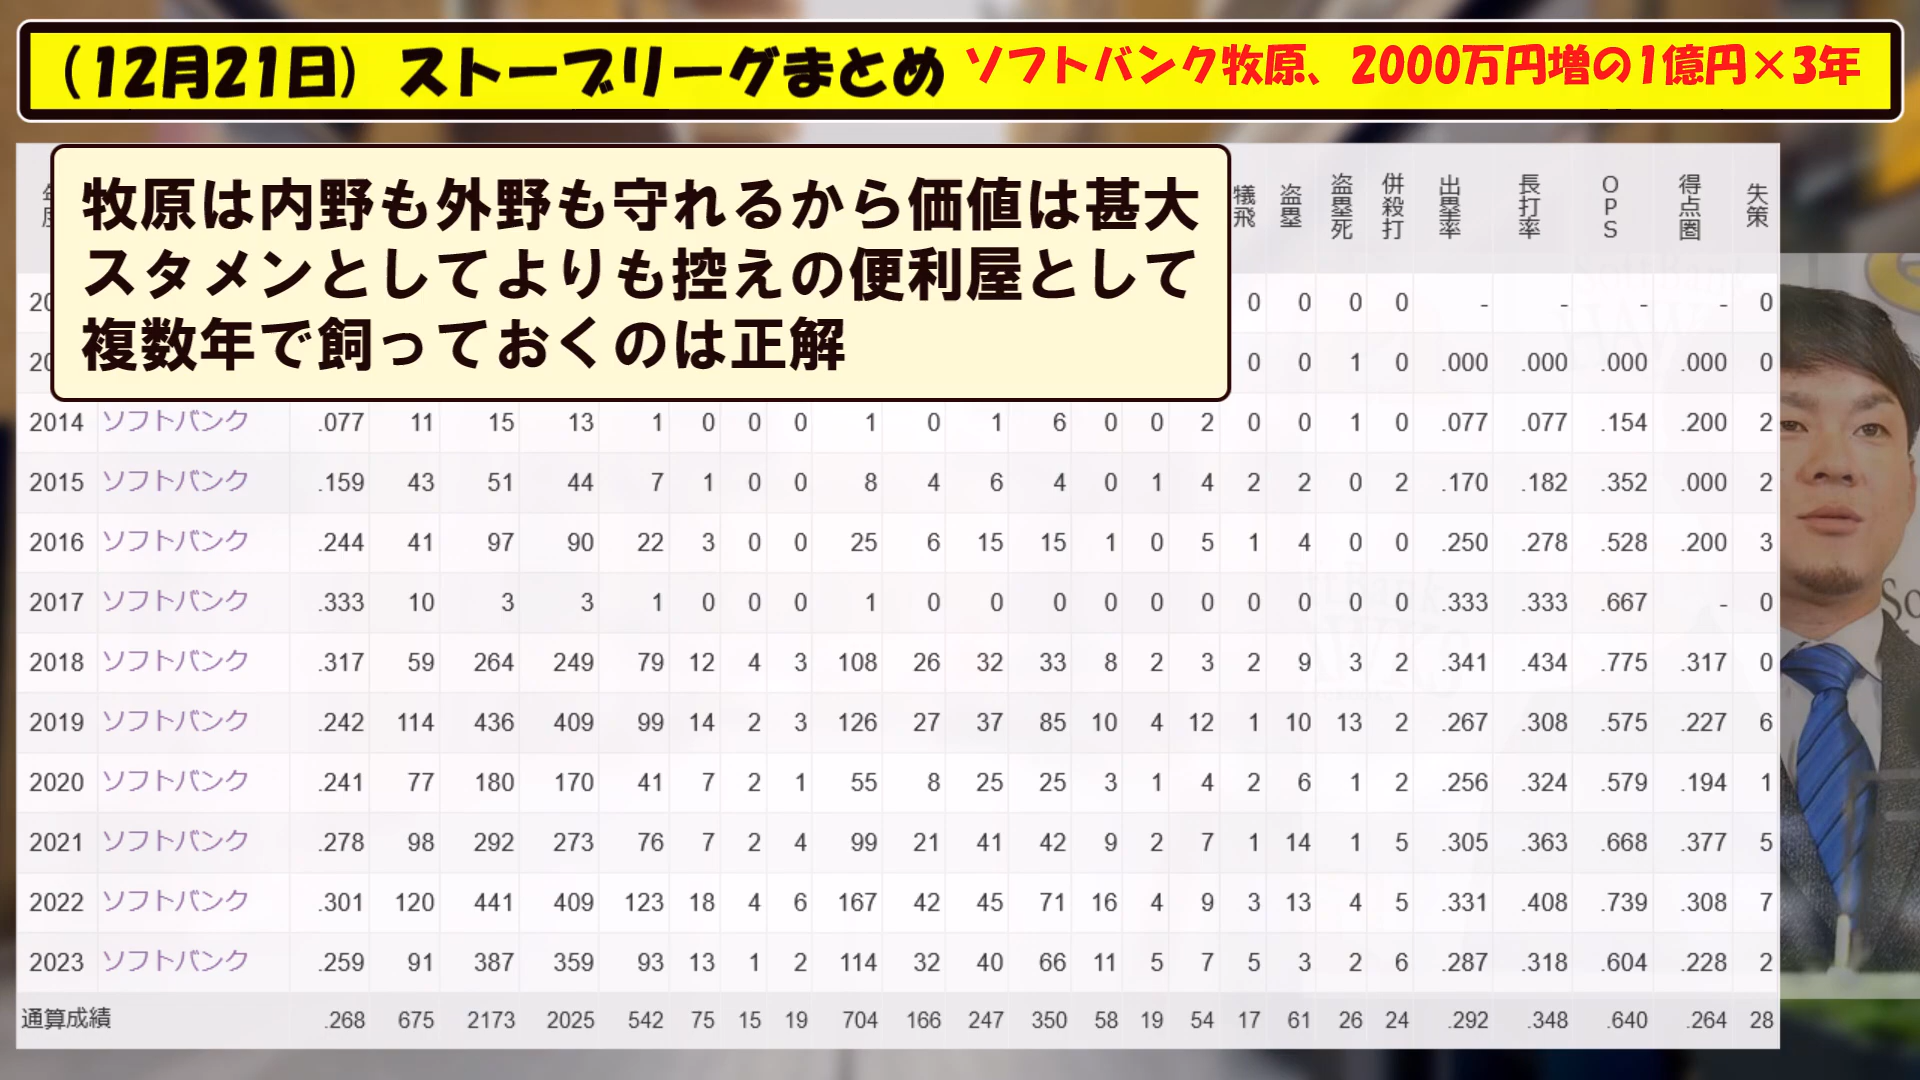 （12月21日）ストーブリーグまとめ ソフトバンク牧原、2000万円増の1億円×3年
牧原は内野も外野も守れるから価値は甚大
スタメンとしてよりも控えの便利屋として
複数年で飼っておくのは正解
犠飛 盗塁 盗塁死 併殺打 出塁率 長打率 OPS 得点圏 失策
20 0 0 0 0 - - - - 0
20 0 0 1 0 .000 .000 .000 .000 0
2014 ソフトバンク .077 11 15 13 1 0 0 0 1 0 1 6 0 0 2 0 0 1 0 .077 .077 .154 .200 2
2015 ソフトバンク .159 43 51 44 7 1 0 0 8 4 6 4 0 1 4 2 2 0 2 .170 .182 .352 .000 2
2016 ソフトバンク .244 41 97 90 22 3 0 0 25 6 15 15 1 0 5 1 4 0 0 .250 .278 .528 .200 3
2017 ソフトバンク .333 10 3 3 1 0 0 0 1 0 0 0 0 0 0 0 0 0 0 .333 .333 .667 - 0
2018 ソフトバンク .317 59 264 249 79 12 4 3 108 26 32 33 8 2 3 2 9 3 2 .341 .434 .775 .317 0
2019 ソフトバンク .242 114 436 409 99 14 2 3 126 27 37 85 10 4 12 1 10 13 2 .267 .308 .575 .227 6
2020 ソフトバンク .241 77 180 170 41 7 2 1 55 8 25 25 3 1 4 2 6 1 2 .256 .324 .579 .194 1
2021 ソフトバンク .278 98 292 273 76 7 2 4 99 21 41 42 9 2 7 1 14 1 5 .305 .363 .668 .377 5
2022 ソフトバンク .301 120 441 409 123 18 4 6 167 42 45 71 16 4 9 3 13 4 5 .331 .408 .739 .308 7
2023 ソフトバンク .259 91 387 359 93 13 1 2 114 32 40 66 11 5 7 5 3 2 6 .287 .318 .604 .228 2
通算成績 .268 675 2173 2025 542 75 15 19 704 166 247 350 58 19 54 17 61 26 24 .292 .348 .640 .264 28
So